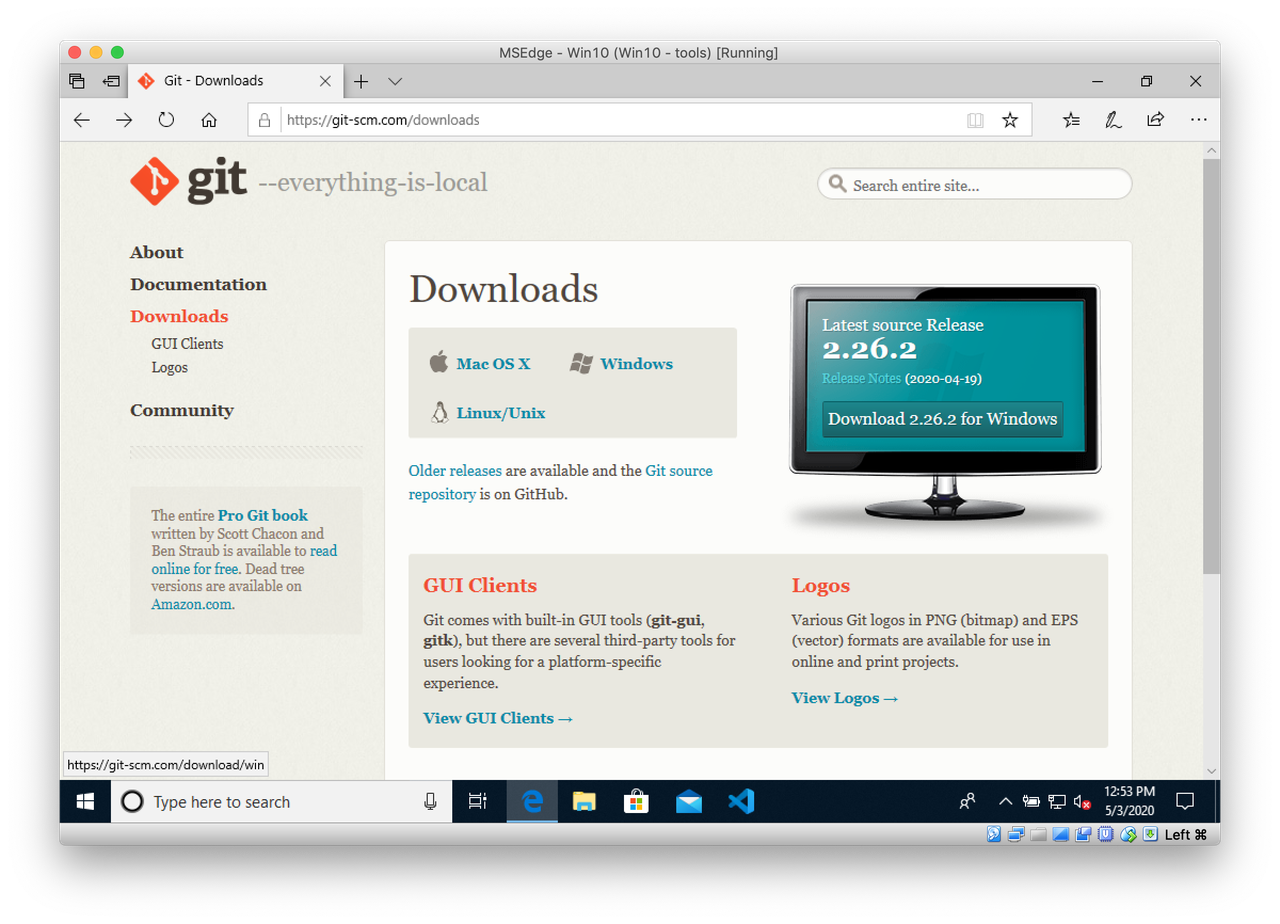 MSEdge - Win10 (Win10 - tools) [Running]
Git - Downloads
https://git-scm.com/downloads
git --everything-is-local
Search entire site...
About
Documentation
Downloads
GUI Clients
Logos
Community
The entire Pro Git book
written by Scott Chacon and
Ben Straub is available to read
online for free. Dead tree
versions are available on
Amazon.com.
Downloads
Mac OS X
Windows
Linux/Unix
Older releases are available and the Git source
repository is on GitHub.
Latest source Release
2.26.2
Release Notes (2020-04-19)
Download 2.26.2 for Windows
GUI Clients
Git comes with built-in GUI tools (git-gui,
gitk), but there are several third-party tools for
users looking for a platform-specific
experience.
View GUI Clients →
Logos
Various Git logos in PNG (bitmap) and EPS
(vector) formats are available for use in
online and print projects.
View Logos →
https://git-scm.com/download/win
Type here to search
12:53 PM
5/3/2020
Left ⌘